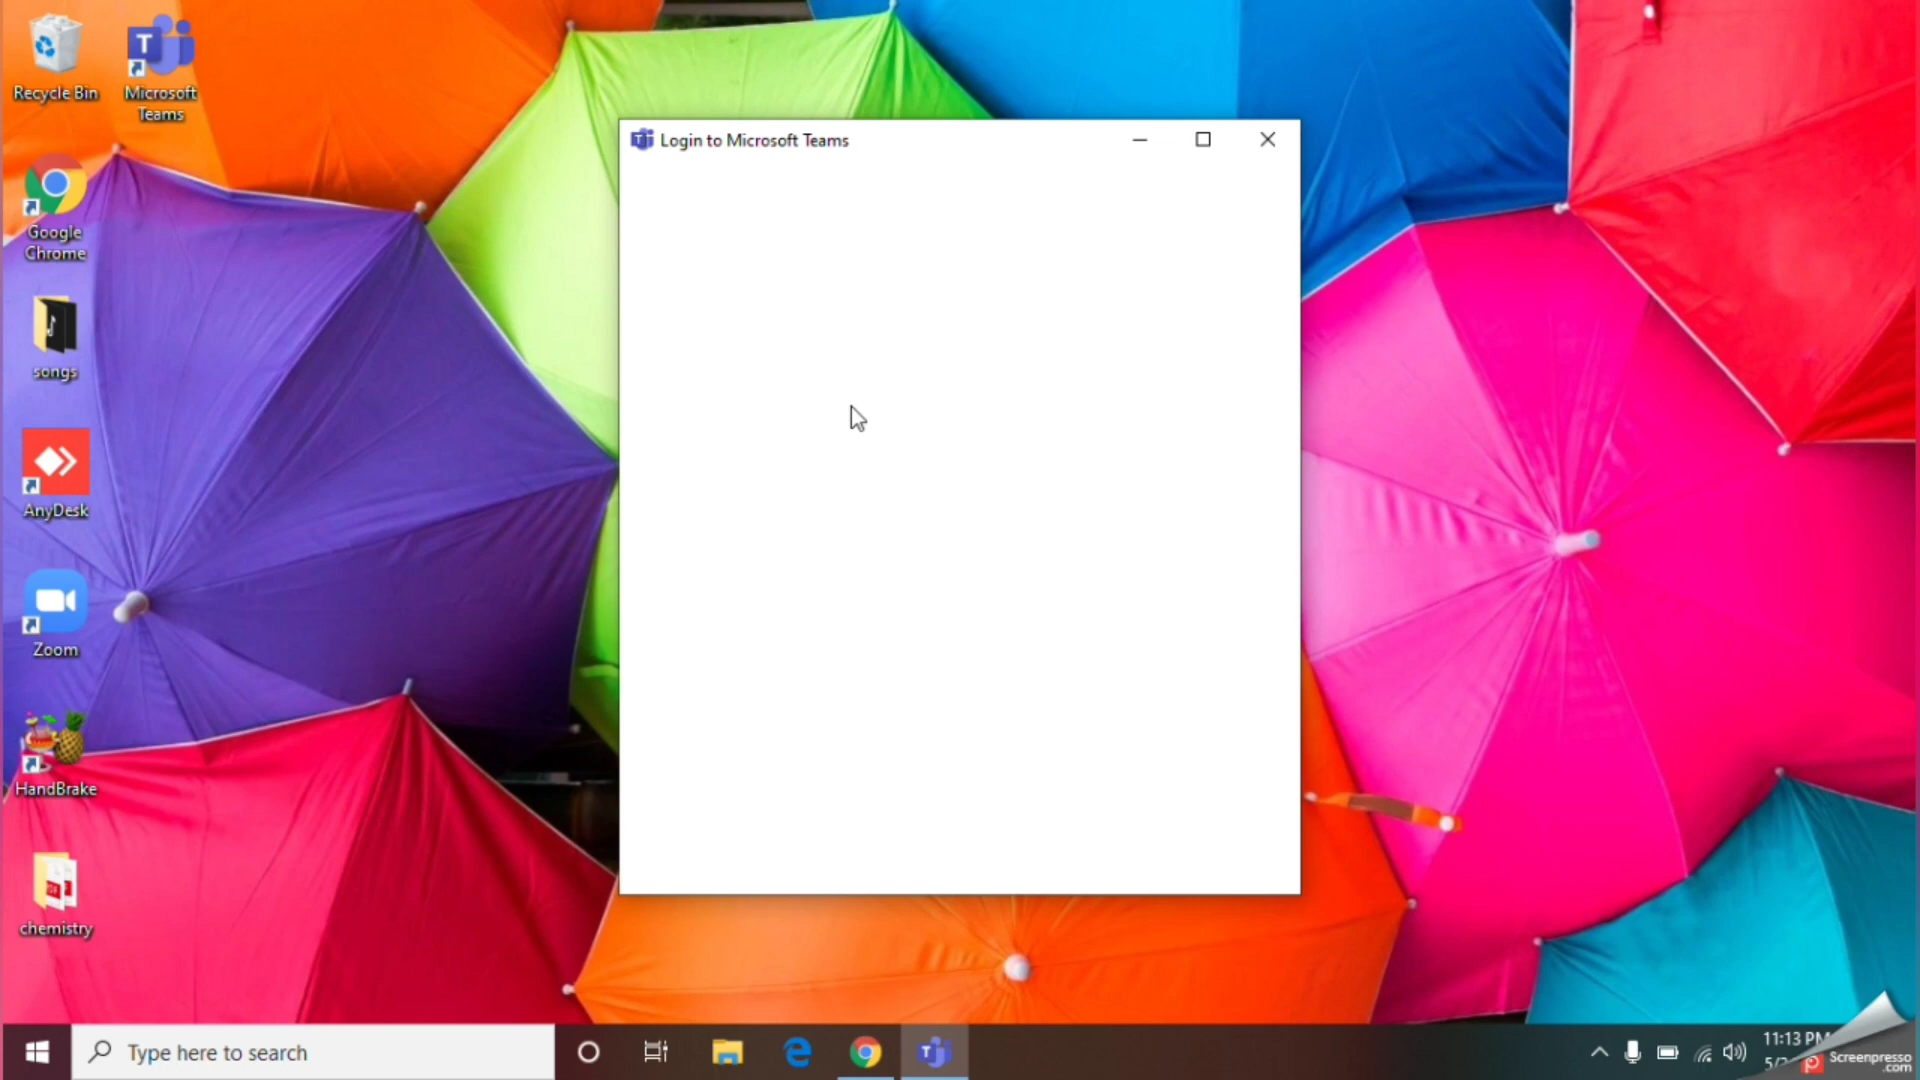 Recycle Bin
Microsoft
Teams
Google
Chrome
songs
AnyDesk
Zoom
HandBrake
chemistry
Login to Microsoft Teams
Type here to search
11:13 PM
Screenpresso
.com